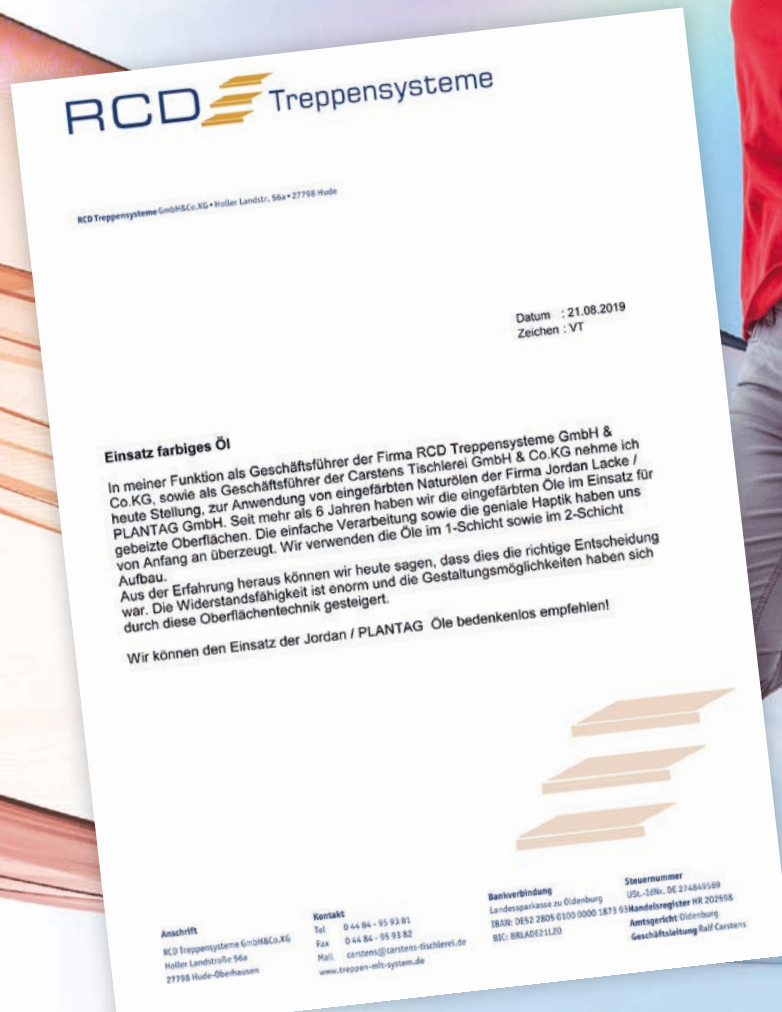 RCD Treppensysteme
RCD Treppensysteme GmbH&Co.KG • Holler Landstr. 56a • 27798 Hude
Datum : 21.08.2019
Zeichen : VT
Einsatz farbiges Öl
In meiner Funktion als Geschäftsführer der Firma RCD Treppensysteme GmbH &
Co.KG, sowie als Geschäftsführer der Carstens Tischlerei GmbH & Co.KG nehme ich
heute Stellung, zur Anwendung von eingefärbten Naturölen der Firma Jordan Lacke /
PLANTAG GmbH. Seit mehr als 6 Jahren haben wir die eingefärbten Öle im Einsatz für
gebeizte Oberflächen. Die einfache Verarbeitung sowie die geniale Haptik haben uns
von Anfang an überzeugt. Wir verwenden die Öle im 1-Schicht sowie im 2-Schicht
Aufbau.
Aus der Erfahrung heraus können wir heute sagen, dass dies die richtige Entscheidung
war. Die Widerstandsfähigkeit ist enorm und die Gestaltungsmöglichkeiten haben sich
durch diese Oberflächentechnik gesteigert.
Wir können den Einsatz der Jordan / PLANTAG Öle bedenkenlos empfehlen!
Anschrift
RCD Treppensysteme GmbH&Co.KG
Holler Landstraße 56a
27798 Hude-Oberhausen
Kontakt
Tel 0 44 84 - 95 93 81
Fax 0 44 84 - 95 93 82
Mail carstens@carstens-tischlerei.de
www.treppen-mit-system.de
Bankverbindung
Landessparkasse zu Oldenburg
IBAN: DE52 2805 0100 0000 1873 93
BIC: BRLADE21LZO
Steuernummer
USt.-IdNr. DE 274849589
Handelsregister HR 202598
Amtsgericht Oldenburg
Geschäftsleitung Ralf Carstens